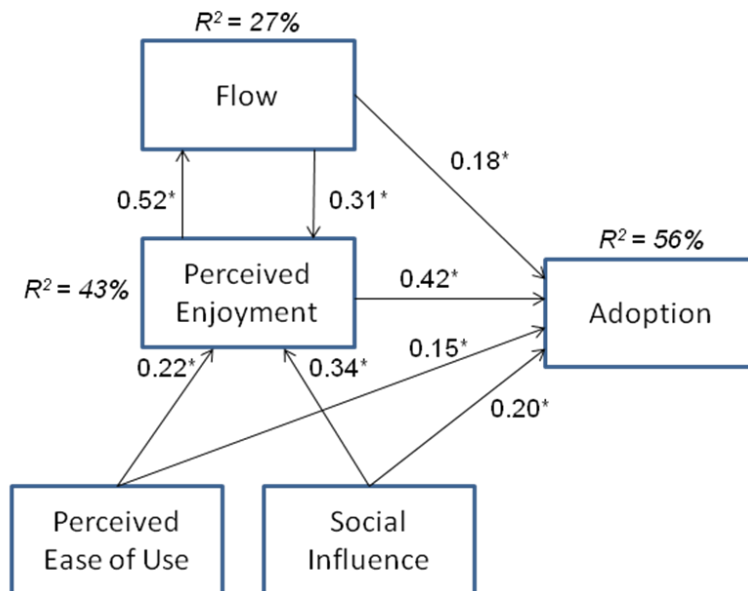 R² = 27%
Flow
0.18*
0.52*
0.31*
R² = 56%
R² = 43%
Perceived
Enjoyment
0.42*
Adoption
0.22*
0.34*
0.15*
0.20*
Perceived
Ease of Use
Social
Influence